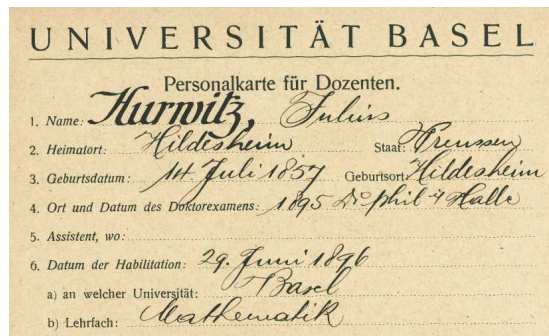 UNIVERSITÄT BASEL
Personalkarte für Dozenten.
1. Name: Hurwitz, Julius
2. Heimatort: Hildesheim Staat: Preussen
3. Geburtsdatum: 14. Juli 1857 Geburtsort: Hildesheim
4. Ort und Datum des Doktorexamens: 1895 Dr phil Halle
5. Assistent, wo:
6. Datum der Habilitation: 29. Juni 1896
a) an welcher Universität: Basel
b) Lehrfach: Mathematik